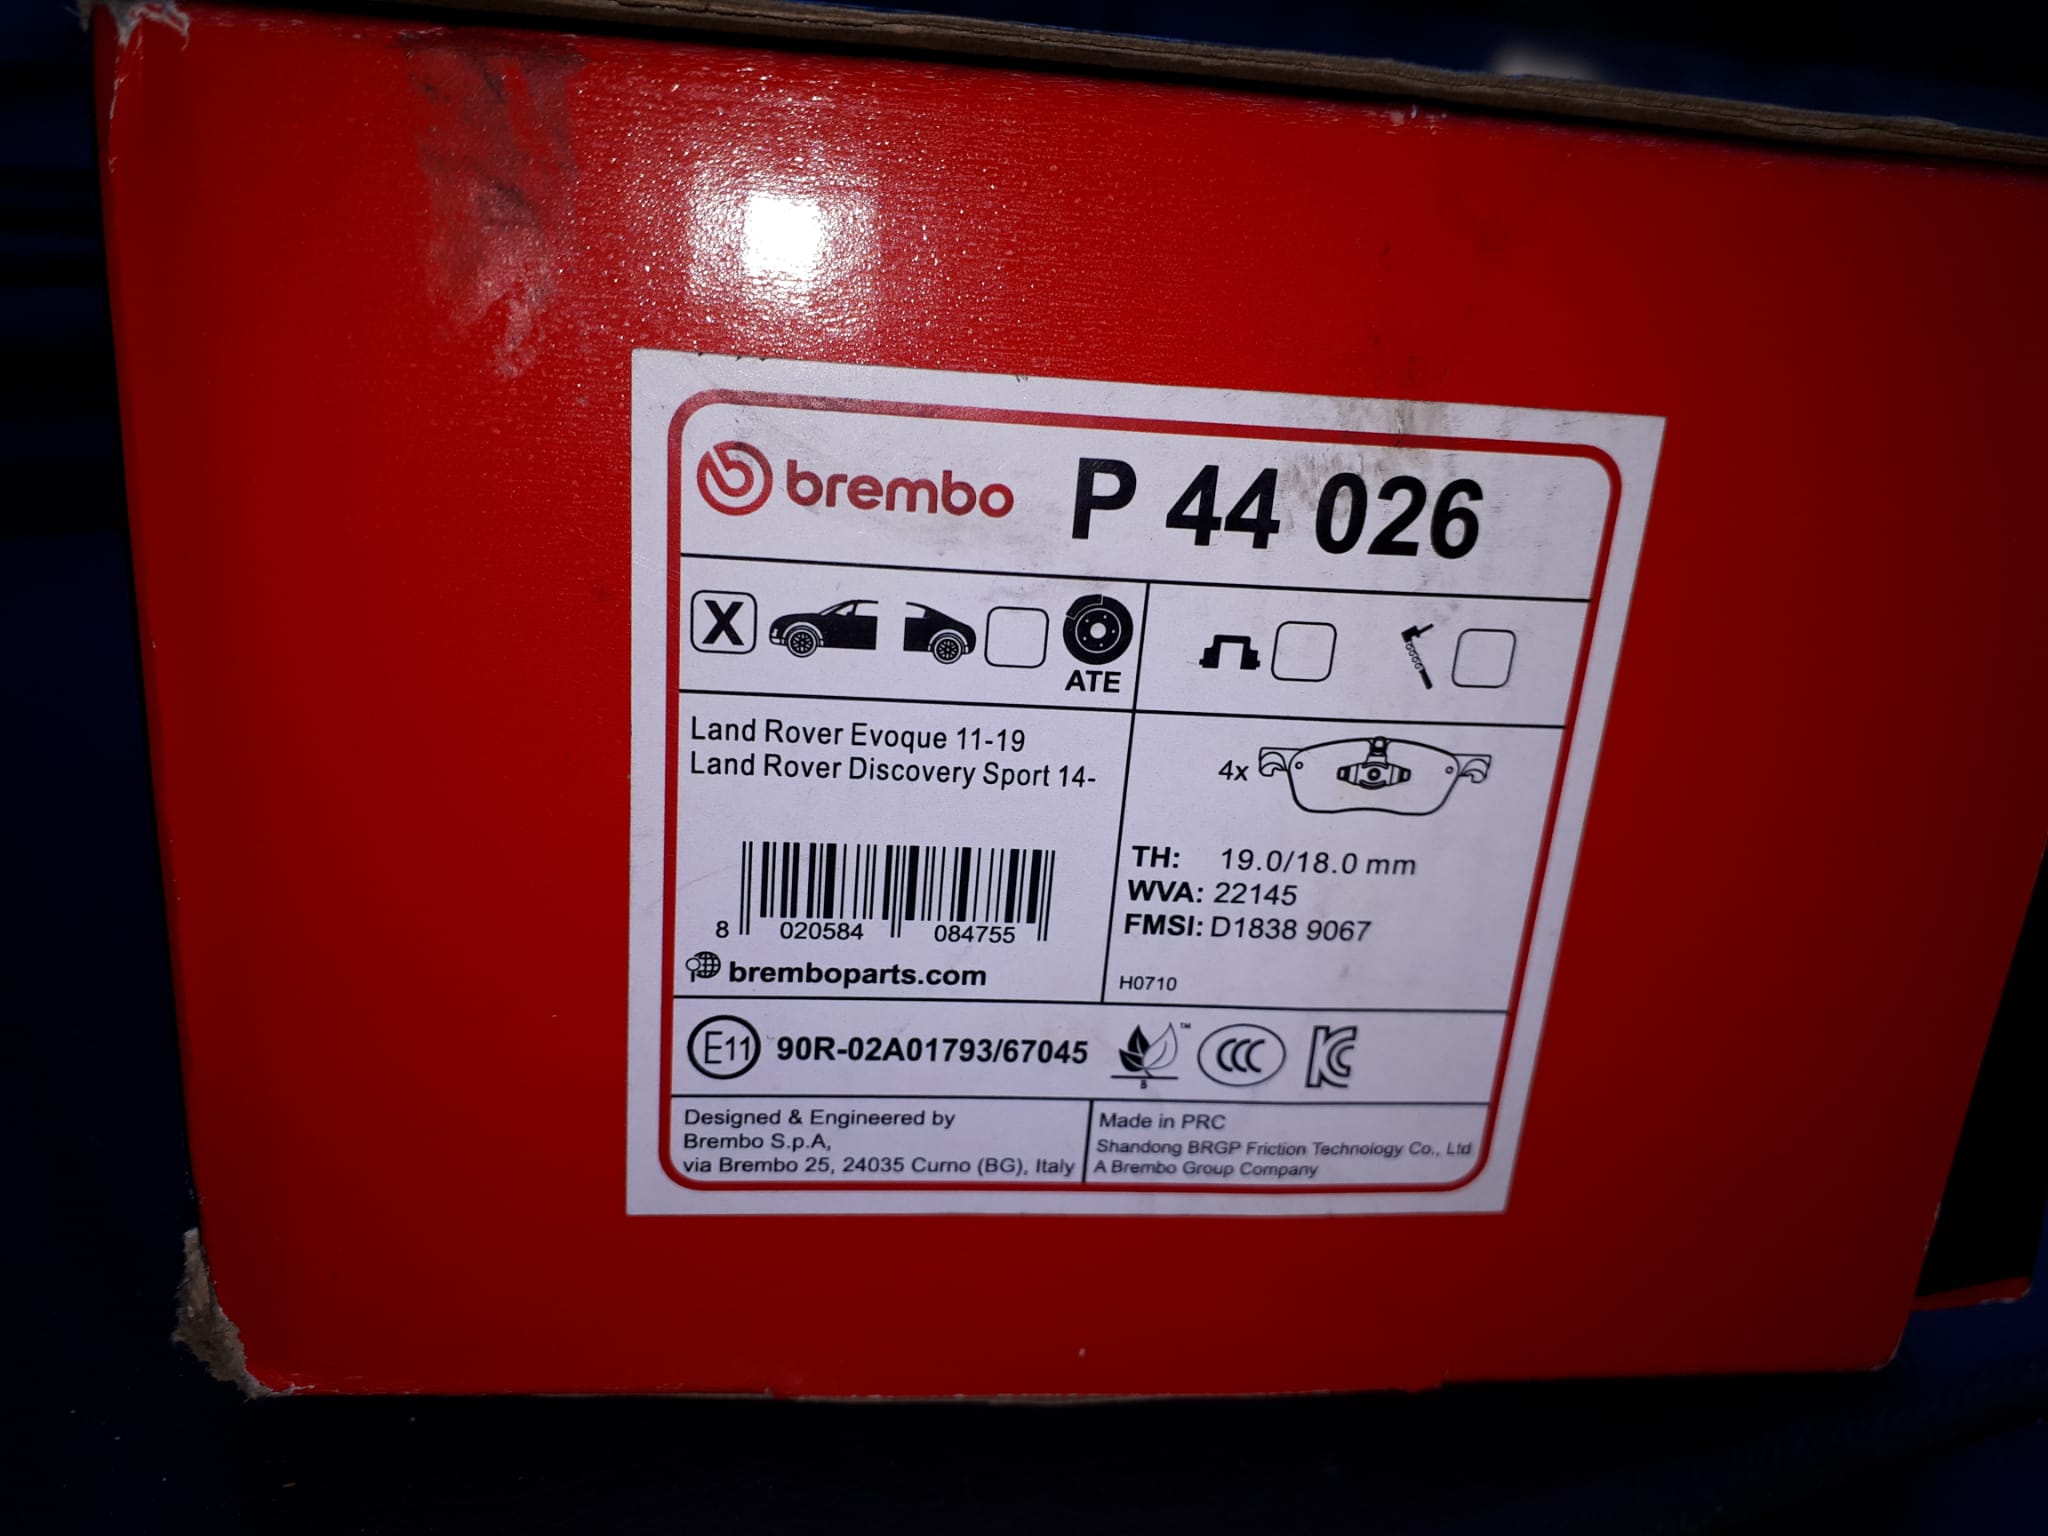 brembo P 44 026
X
ATE
Land Rover Evoque 11-19
Land Rover Discovery Sport 14-
8 020584 084755
bremboparts.com
4x
TH: 19.0/18.0 mm
WVA: 22145
FMSI: D1838 9067
H0710
E11 90R-02A01793/67045
TM
B
CCC
KC
Designed & Engineered by
Brembo S.p.A,
via Brembo 25, 24035 Curno (BG), Italy
Made in PRC
Shandong BRGP Friction Technology Co., Ltd
A Brembo Group Company